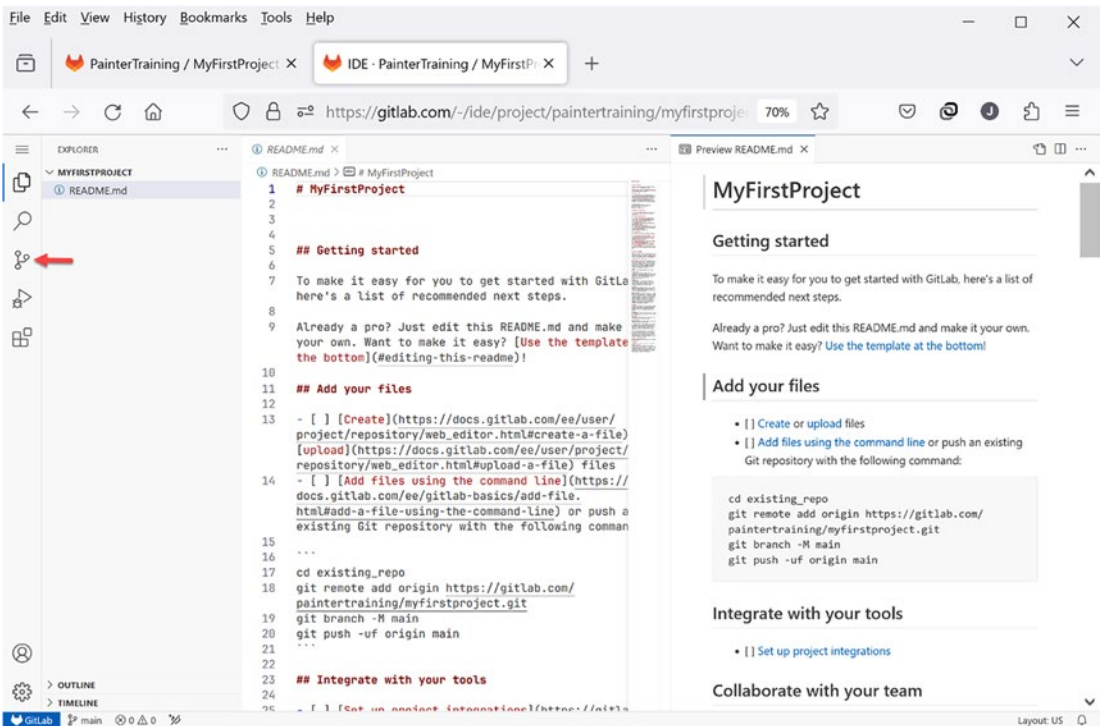 File Edit View History Bookmarks Tools Help
PainterTraining / MyFirstProject
IDE · PainterTraining / MyFirstPr
https://gitlab.com/-/ide/project/paintertraining/myfirstproje 70%
J
EXPLORER
MYFIRSTPROJECT
README.md
OUTLINE
TIMELINE
README.md
README.md > # MyFirstProject
1 # MyFirstProject
2
3
4
5 ## Getting started
6
7 To make it easy for you to get started with GitLa
here's a list of recommended next steps.
8
9 Already a pro? Just edit this README.md and make
your own. Want to make it easy? [Use the template
the bottom](#editing-this-readme)!
10
11 ## Add your files
12
13 - [ ] [Create](https://docs.gitlab.com/ee/user/
project/repository/web_editor.html#create-a-file)
[upload](https://docs.gitlab.com/ee/user/project/
repository/web_editor.html#upload-a-file) files
14 - [ ] [Add files using the command line](https://
docs.gitlab.com/ee/gitlab-basics/add-file.
html#add-a-file-using-the-command-line) or push a
existing Git repository with the following comman
15
16 ```
17 cd existing_repo
18 git remote add origin https://gitlab.com/
paintertraining/myfirstproject.git
19 git branch -M main
20 git push -uf origin main
21 ```
22
23 ## Integrate with your tools
24
25 - [ ] [Set up project integrations](https://gitla
Preview README.md
MyFirstProject
Getting started
To make it easy for you to get started with GitLab, here's a list of
recommended next steps.
Already a pro? Just edit this README.md and make it your own.
Want to make it easy? Use the template at the bottom!
Add your files
• [ ] Create or upload files
• [ ] Add files using the command line or push an existing
Git repository with the following command:
cd existing_repo
git remote add origin https://gitlab.com/
paintertraining/myfirstproject.git
git branch -M main
git push -uf origin main
Integrate with your tools
• [ ] Set up project integrations
Collaborate with your team
GitLab main 0 0 Layout: US